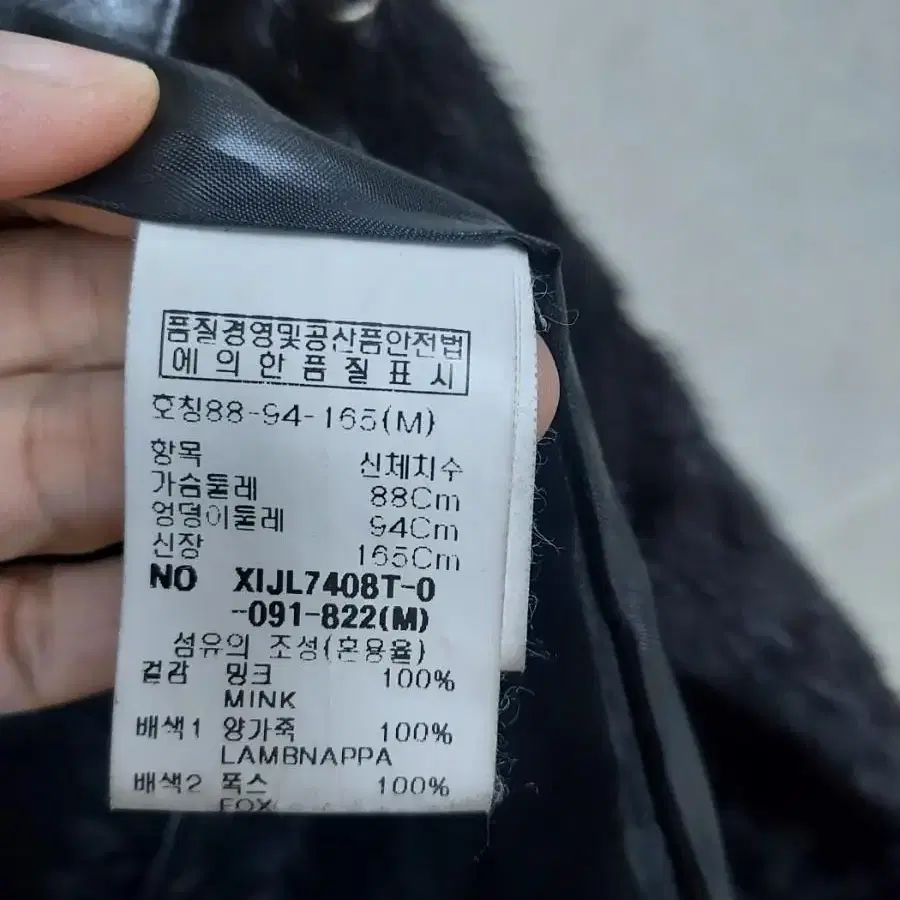 품질경영및공산품안전법
에 의 한 품 질 표 시
호칭88-94-165(M)
항목 신체치수
가슴둘레 88Cm
엉덩이둘레 94Cm
신장 165Cm
NO XIJL7408T-0
-091-822(M)
섬유의 조성(혼용율)
겉감 밍크 100%
MINK
배색1 양가죽 100%
LAMBNAPPA
배색2 폭스 100%
FOX